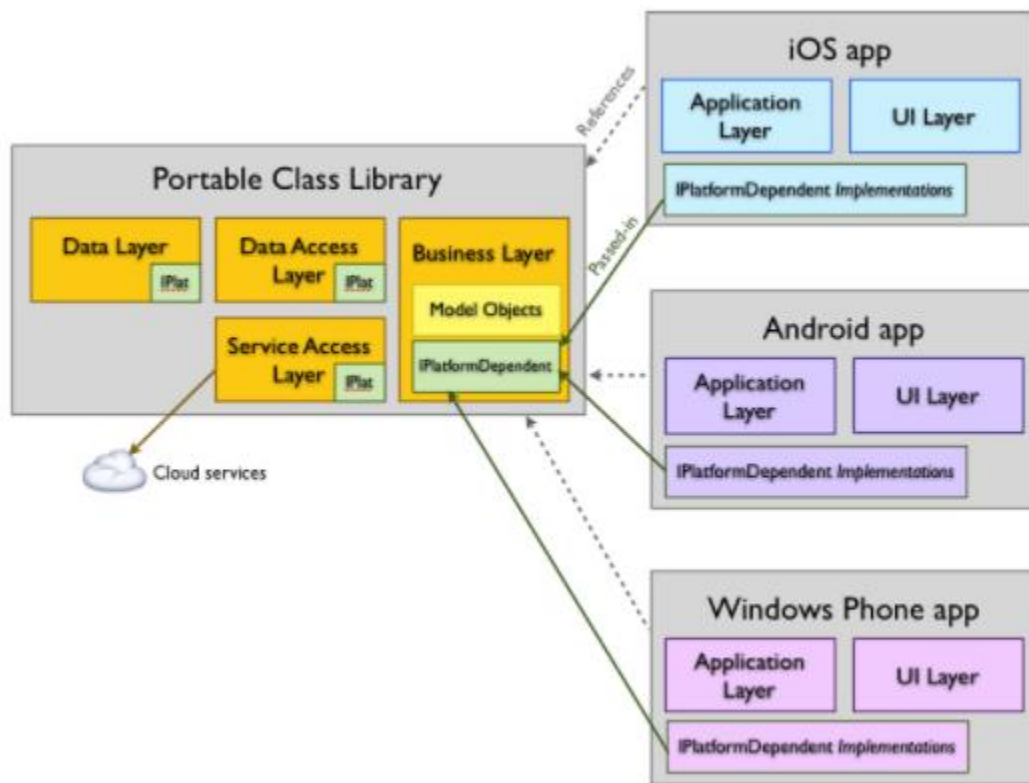 Portable Class Library
Data Layer
IPlat
Data Access
Layer
IPlat
Service Access
Layer
IPlat
Business Layer
Model Objects
IPlatformDependent
Cloud services
References
Passed-in
iOS app
Application
Layer
UI Layer
IPlatformDependent Implementations
Android app
Application
Layer
UI Layer
IPlatformDependent Implementations
Windows Phone app
Application
Layer
UI Layer
IPlatformDependent Implementations